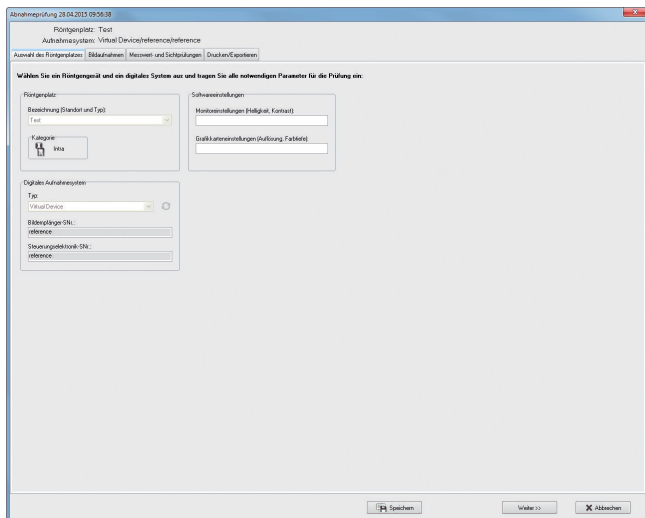 Abnahmeprüfung 28.04.2015 09:56:38
Röntgenplatz: Test
Aufnahmesystem: Virtual Device/reference/reference
Auswahl des Röntgenplatzes
Bildaufnahmen
Messwert- und Sichtprüfungen
Drucken/Exportieren
Wählen Sie ein Röntgengerät und ein digitales System aus und tragen Sie alle notwendigen Parameter für die Prüfung ein:
Röntgenplatz
Bezeichnung (Standort und Typ):
Test
Kategorie
Intra
Softwareeinstellungen
Monitoreinstellungen (Helligkeit, Kontrast):
Grafikkarteneinstellungen (Auflösung, Farbtiefe):
Digitales Aufnahmesystem
Typ:
Virtual Device
Bildempfänger-SNr.:
reference
Steuerungselektronik-SNr.:
reference
Speichern
Weiter >>
Abbrechen